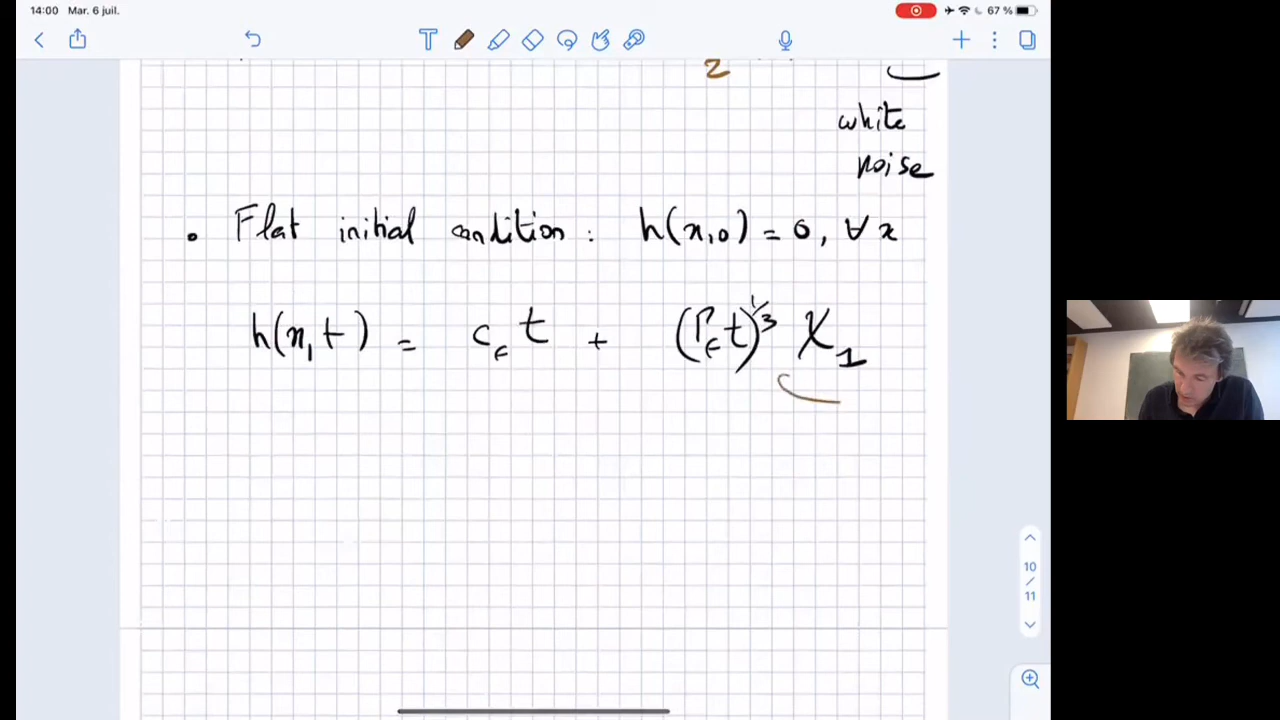 14:00 Mar. 6 juil. 67 %
T
2
white
noise
• Flat initial condition : h(x,0) = 0, ∀ x
h(x,t) = c_f t + (Γ_f t)^{1/3} χ_1
10
/
11